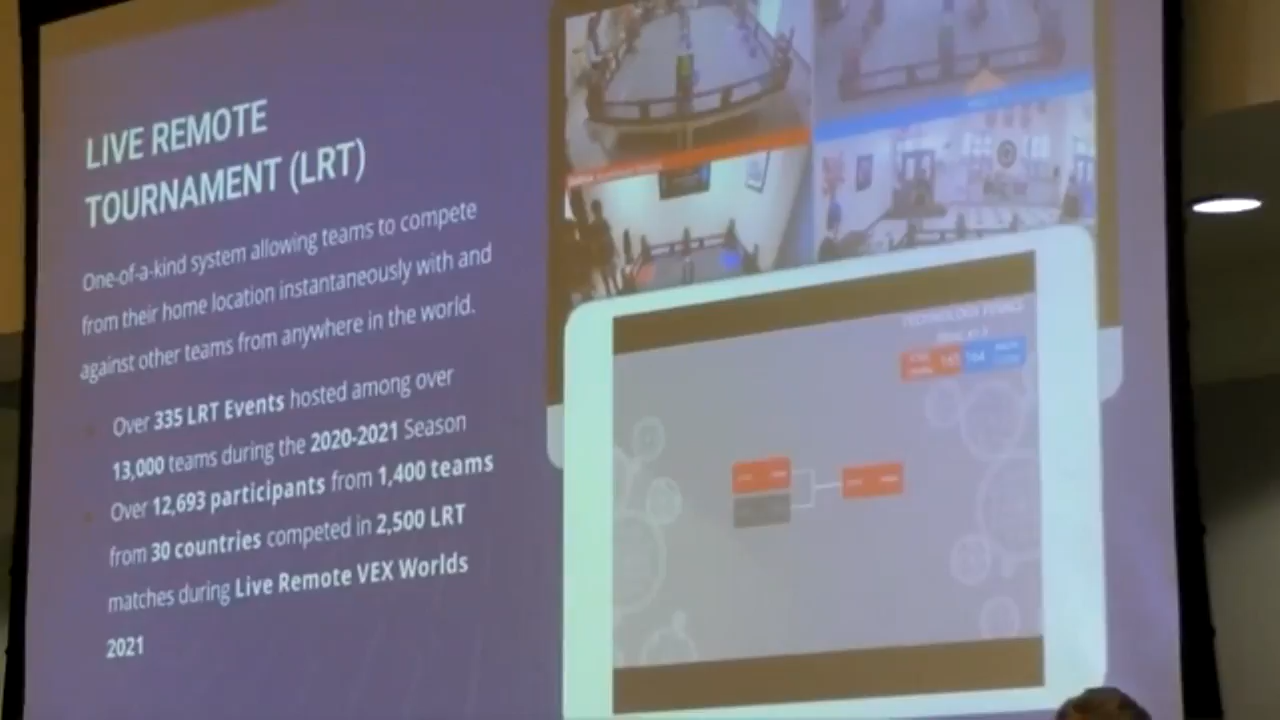 LIVE REMOTE
TOURNAMENT (LRT)
One-of-a-kind system allowing teams to compete
from their home location instantaneously with and
against other teams from anywhere in the world.
Over 335 LRT Events hosted among over
13,000 teams during the 2020-2021 Season
Over 12,693 participants from 1,400 teams
from 30 countries competed in 2,500 LRT
matches during Live Remote VEX Worlds
2021
TECHNOLOGY FINALS